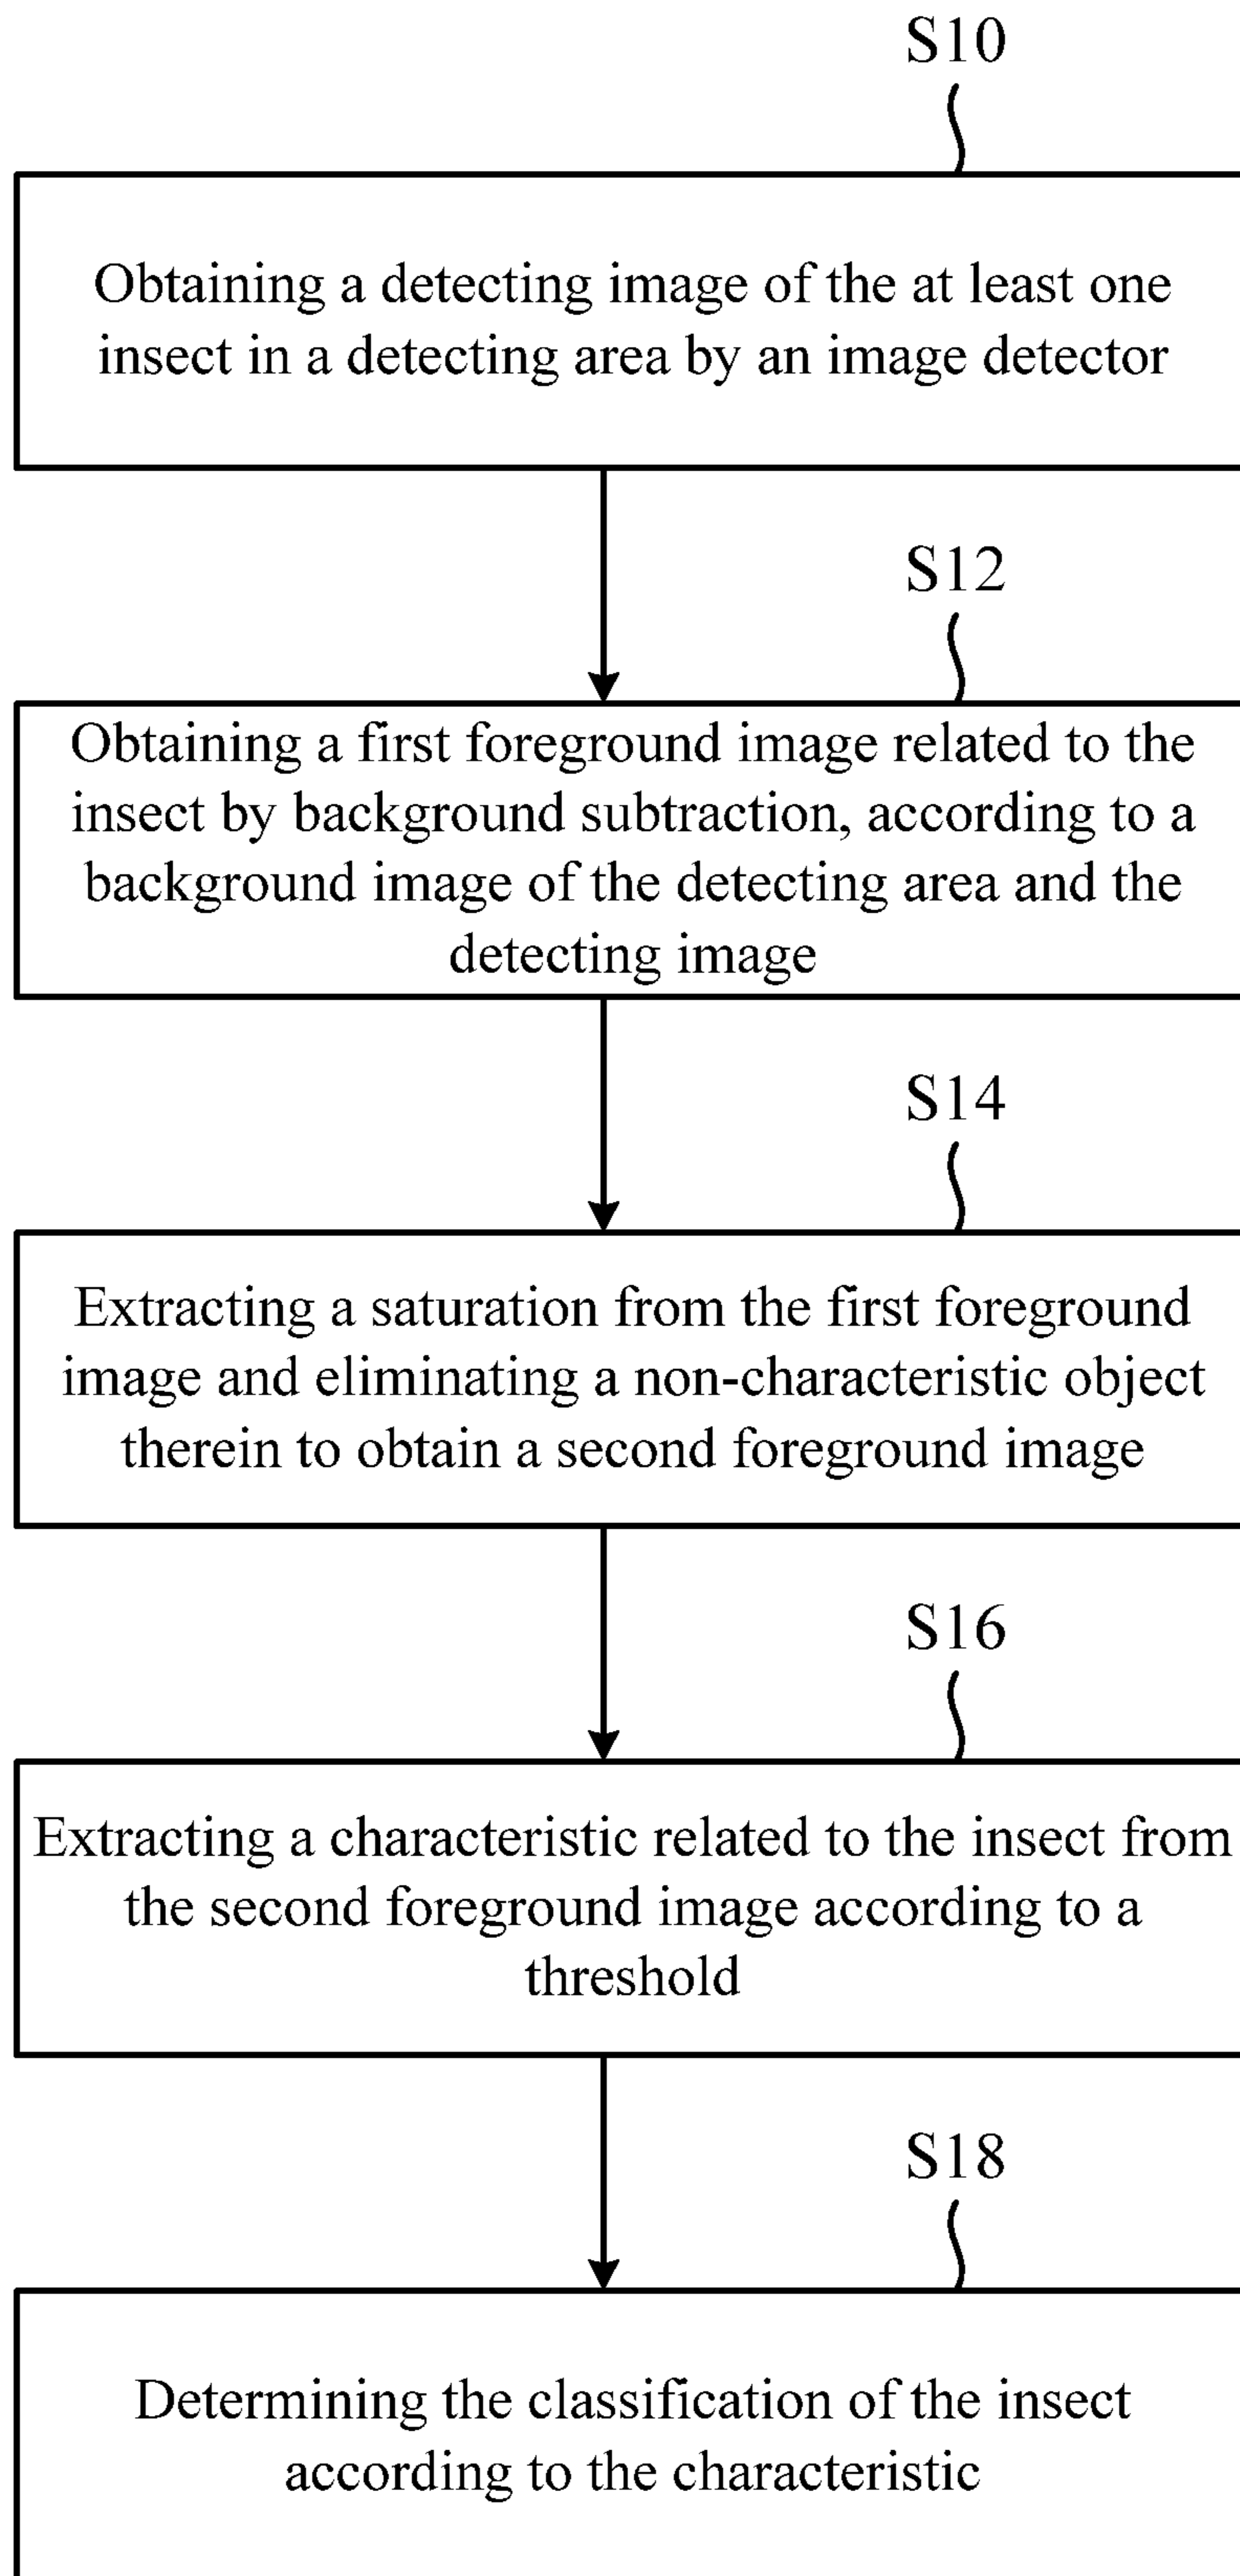 S10
Obtaining a detecting image of the at least one
insect in a detecting area by an image detector
S12
Obtaining a first foreground image related to the
insect by background subtraction, according to a
background image of the detecting area and the
detecting image
S14
Extracting a saturation from the first foreground
image and eliminating a non-characteristic object
therein to obtain a second foreground image
S16
Extracting a characteristic related to the insect from
the second foreground image according to a
threshold
S18
Determining the classification of the insect
according to the characteristic